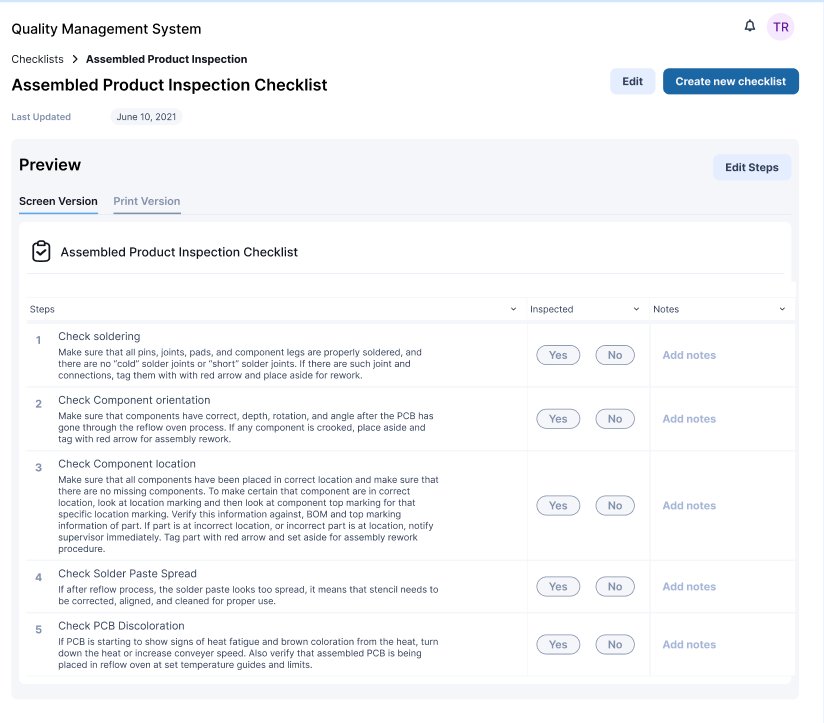 Quality Management System
TR
Checklists > Assembled Product Inspection
Assembled Product Inspection Checklist
Edit
Create new checklist
Last Updated
June 10, 2021
Preview
Edit Steps
Screen Version
Print Version
Assembled Product Inspection Checklist
Steps
Inspected
Notes
1
Check soldering
Make sure that all pins, joints, pads, and component legs are properly soldered, and
there are no “cold” solder joints or “short” solder joints. If there are such joint and
connections, tag them with with red arrow and place aside for rework.
Yes
No
Add notes
2
Check Component orientation
Make sure that components have correct, depth, rotation, and angle after the PCB has
gone through the reflow oven process. If any component is crooked, place aside and
tag with red arrow for assembly rework.
Yes
No
Add notes
3
Check Component location
Make sure that all components have been placed in correct location and make sure that
there are no missing components. To make certain that component are in correct
location, look at location marking and then look at component top marking for that
specific location marking. Verify this information against, BOM and top marking
information of part. If part is at incorrect location, or incorrect part is at location, notify
supervisor immediately. Tag part with red arrow and set aside for assembly rework
procedure.
Yes
No
Add notes
4
Check Solder Paste Spread
If after reflow process, the solder paste looks too spread, it means that stencil needs to
be corrected, aligned, and cleaned for proper use.
Yes
No
Add notes
5
Check PCB Discoloration
If PCB is starting to show signs of heat fatigue and brown coloration from the heat, turn
down the heat or increase conveyer speed. Also verify that assembled PCB is being
placed in reflow oven at set temperature guides and limits.
Yes
No
Add notes